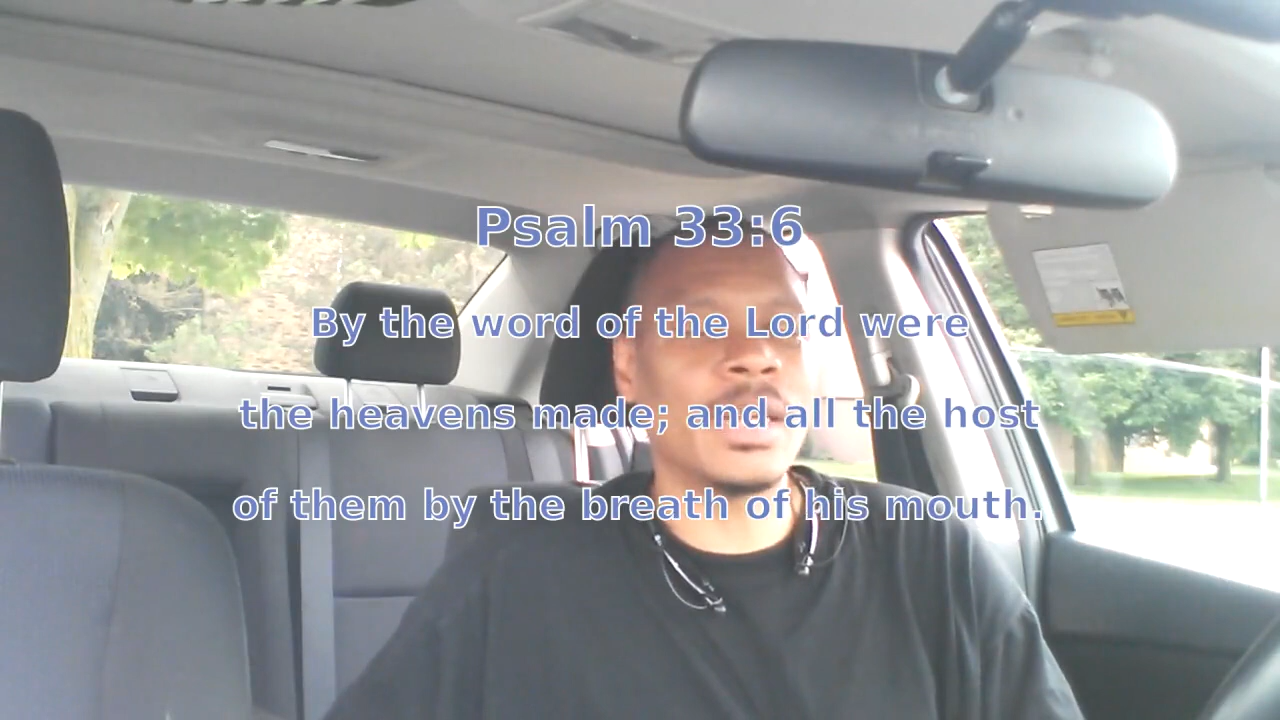 Psalm 33:6
By the word of the Lord were
the heavens made; and all the host
of them by the breath of his mouth.